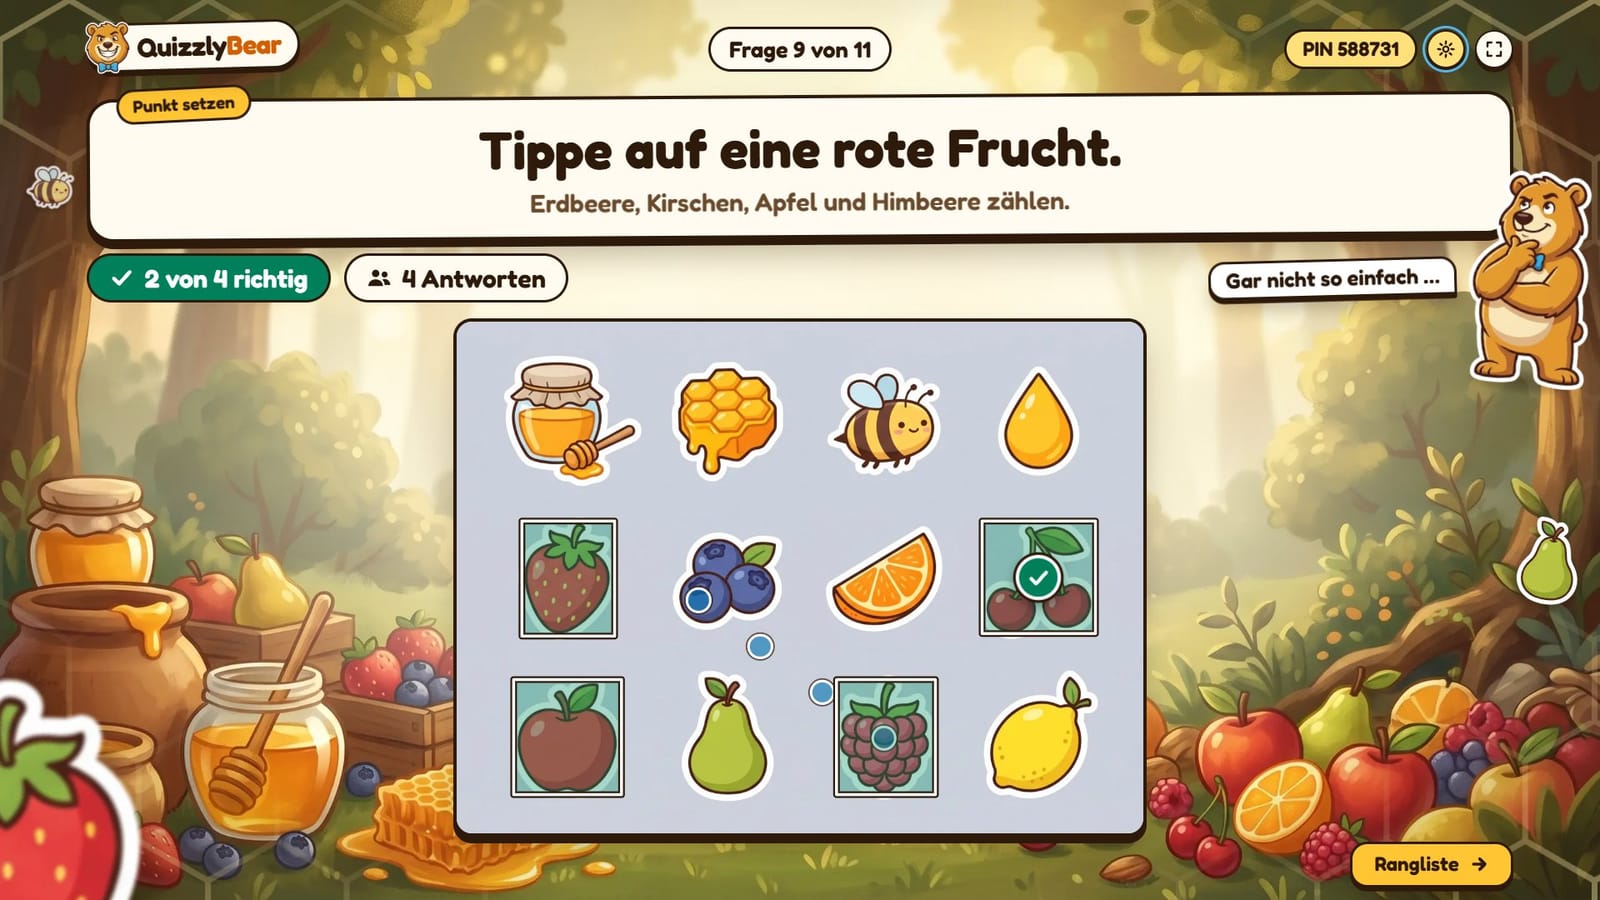 QuizzlyBear
Frage 9 von 11
PIN 588731
Punkt setzen
Tippe auf eine rote Frucht.
Erdbeere, Kirschen, Apfel und Himbeere zählen.
2 von 4 richtig
4 Antworten
Gar nicht so einfach ...
Rangliste →